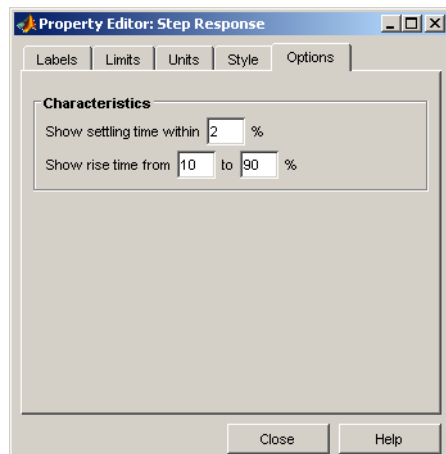 Property Editor: Step Response
Labels Limits Units Style Options
Characteristics
Show settling time within 2 %
Show rise time from 10 to 90 %
Close Help